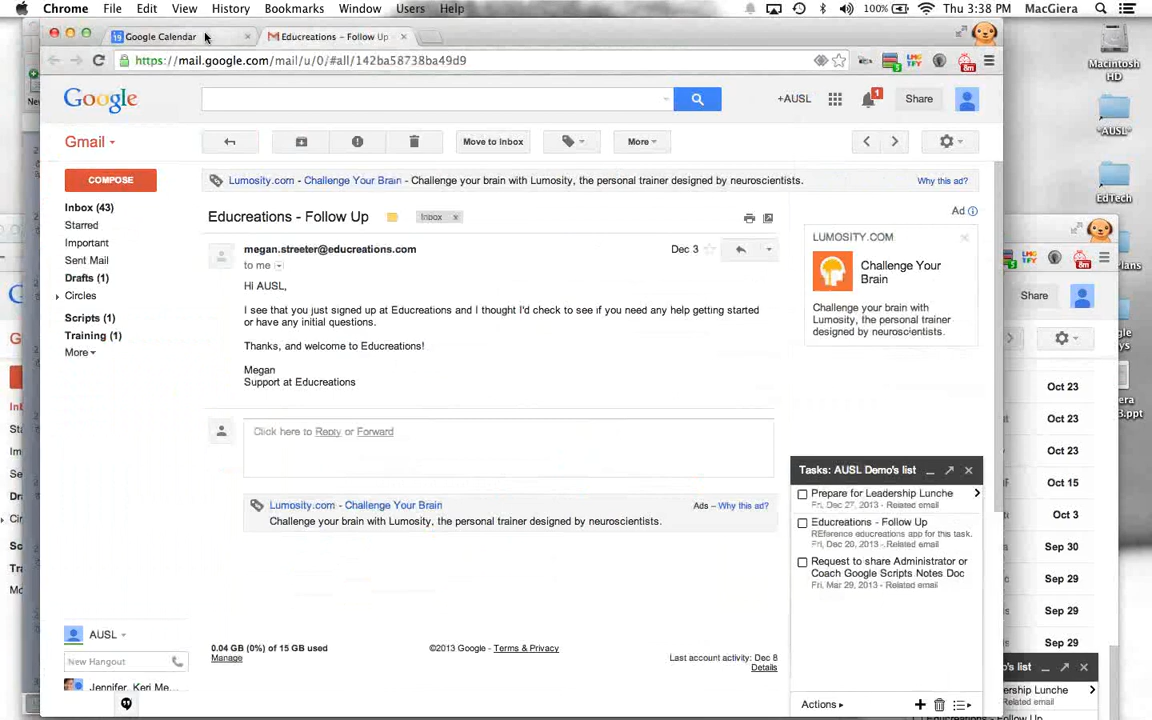 Chrome File Edit View History Bookmarks Window Users Help 100% Thu 3:38 PM MacGiera
Google Calendar × Educreations - Follow Up ×
https://mail.google.com/mail/u/0/#all/142ba58738ba49d9
Google +AUSL 1 Share
Gmail Move to Inbox More
COMPOSE
Lumosity.com - Challenge Your Brain - Challenge your brain with Lumosity, the personal trainer designed by neuroscientists. Why this ad?
Inbox (43)
Starred
Important
Sent Mail
Drafts (1)
Circles
Scripts (1)
Training (1)
More
Educreations - Follow Up Inbox x
megan.streeter@educreations.com Dec 3
to me
Hi AUSL,
I see that you just signed up at Educreations and I thought I'd check to see if you need any help getting started
or have any initial questions.
Thanks, and welcome to Educreations!
Megan
Support at Educreations
Click here to Reply or Forward
Lumosity.com - Challenge Your Brain Ads – Why this ad?
Challenge your brain with Lumosity, the personal trainer designed by neuroscientists.
Ad
LUMOSITY.COM
Challenge Your
Brain
Challenge your brain with
Lumosity, the personal trainer
designed by neuroscientists.
Tasks: AUSL Demo's list
Prepare for Leadership Lunche
Fri, Dec 27, 2013 - Related email
Educreations - Follow Up
REference educreations app for this task.
Fri, Dec 20, 2013 - Related email
Request to share Administrator or
Coach Google Scripts Notes Doc
Fri, Mar 29, 2013 - Related email
Actions
AUSL
New Hangout
Jennifer, Keri Me...
0.04 GB (0%) of 15 GB used
Manage
©2013 Google - Terms & Privacy
Last account activity: Dec 8
Details
Macintosh
HD
*AUSL*
EdTech
Share
Oct 23
Oct 23
Oct 23
Oct 15
Oct 3
Sep 30
Sep 29
Sep 29
Sep 29